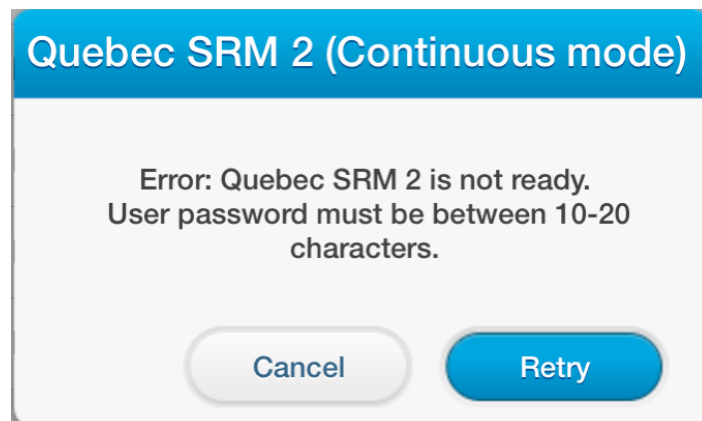 Quebec SRM 2 (Continuous mode)
Error: Quebec SRM 2 is not ready.
User password must be between 10-20
characters.
Cancel
Retry